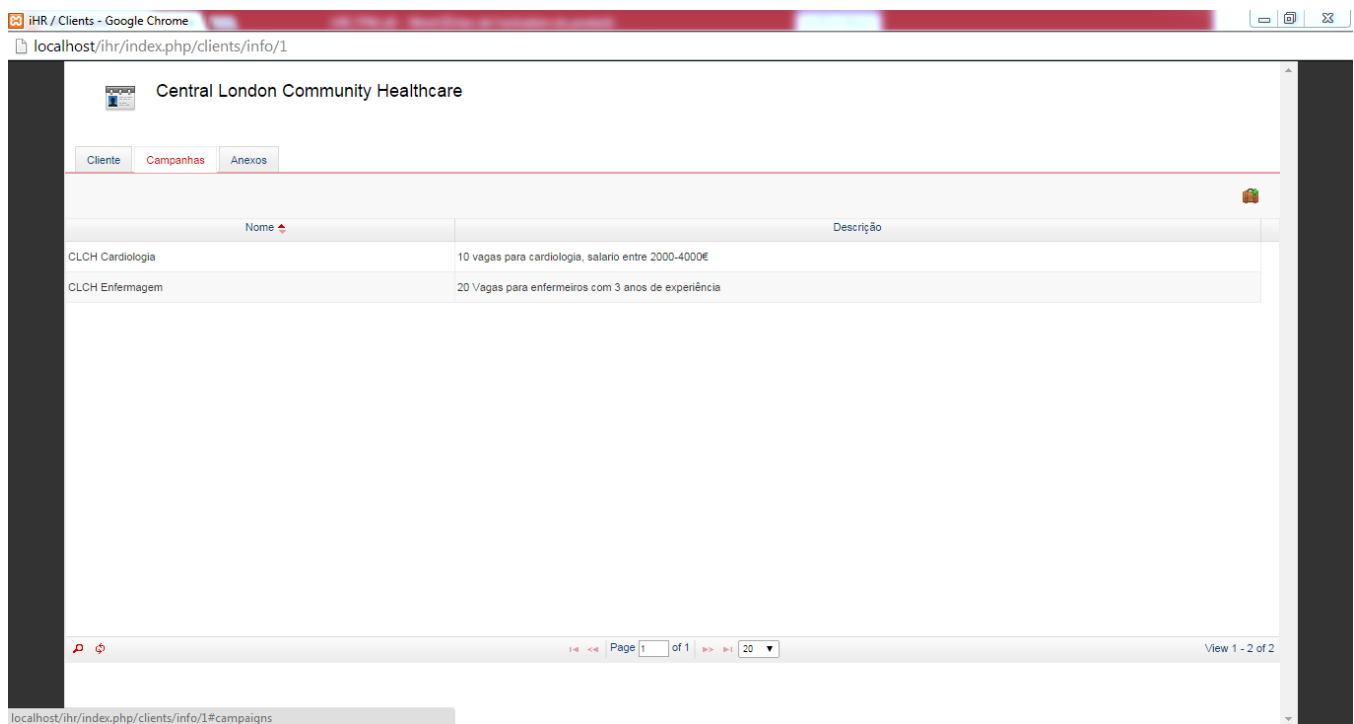 iHR / Clients - Google Chrome
localhost/ihr/index.php/clients/info/1
Central London Community Healthcare
Cliente Campanhas Anexos
Nome Descrição
CLCH Cardiologia 10 vagas para cardiologia, salario entre 2000-4000€
CLCH Enfermagem 20 Vagas para enfermeiros com 3 anos de experiência
Page 1 of 1 20 View 1 - 2 of 2
localhost/ihr/index.php/clients/info/1#campaigns